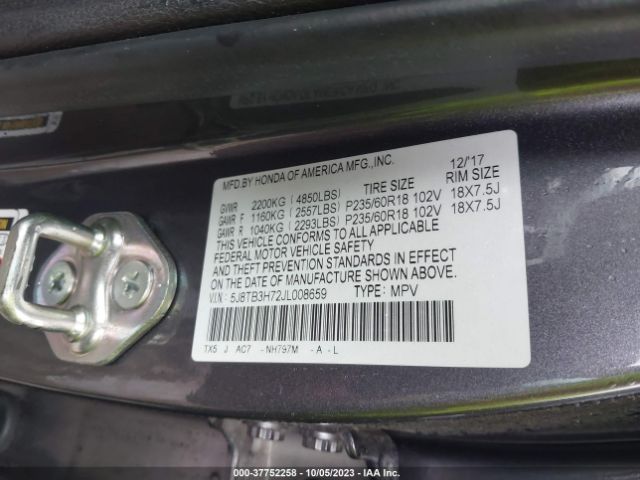 MFD.BY HONDA OF AMERICA MFG.,INC. 12/17
TIRE SIZE RIM SIZE
GVWR 2200KG (4850LBS)
GAWR F 1160KG (2557LBS) P235/60R18 102V 18X7.5J
GAWR R 1040KG (2293LBS) P235/60R18 102V 18X7.5J
THIS VEHICLE CONFORMS TO ALL APPLICABLE
FEDERAL MOTOR VEHICLE SAFETY
AND THEFT PREVENTION STANDARDS IN EFFECT
ON THE DATE OF MANUFACTURE SHOWN ABOVE.
V.I.N: 5J8TB3H72JL008659 TYPE: MPV
TX5 J AC7 -NH797M -A -L
000-37752258 - 10/05/2023 - IAA Inc.